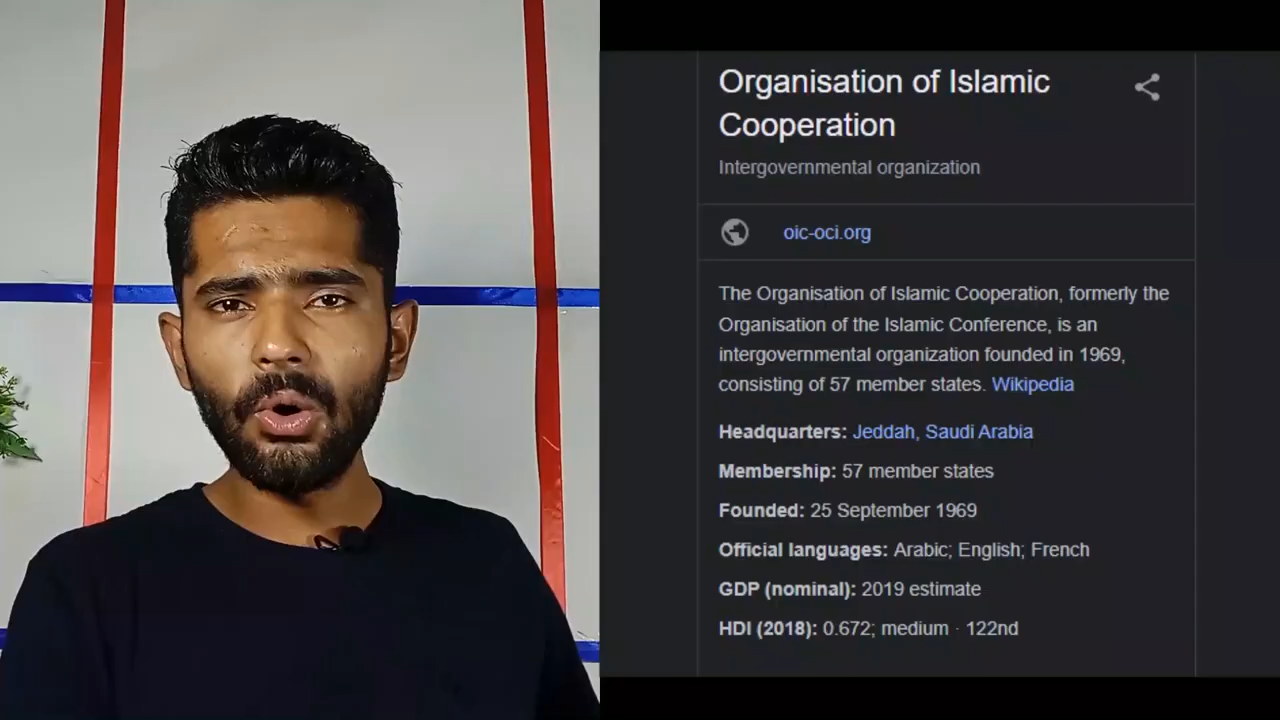 Organisation of Islamic
Cooperation
Intergovernmental organization
oic-oci.org
The Organisation of Islamic Cooperation, formerly the
Organisation of the Islamic Conference, is an
intergovernmental organization founded in 1969,
consisting of 57 member states. Wikipedia
Headquarters: Jeddah, Saudi Arabia
Membership: 57 member states
Founded: 25 September 1969
Official languages: Arabic; English; French
GDP (nominal): 2019 estimate
HDI (2018): 0.672; medium · 122nd